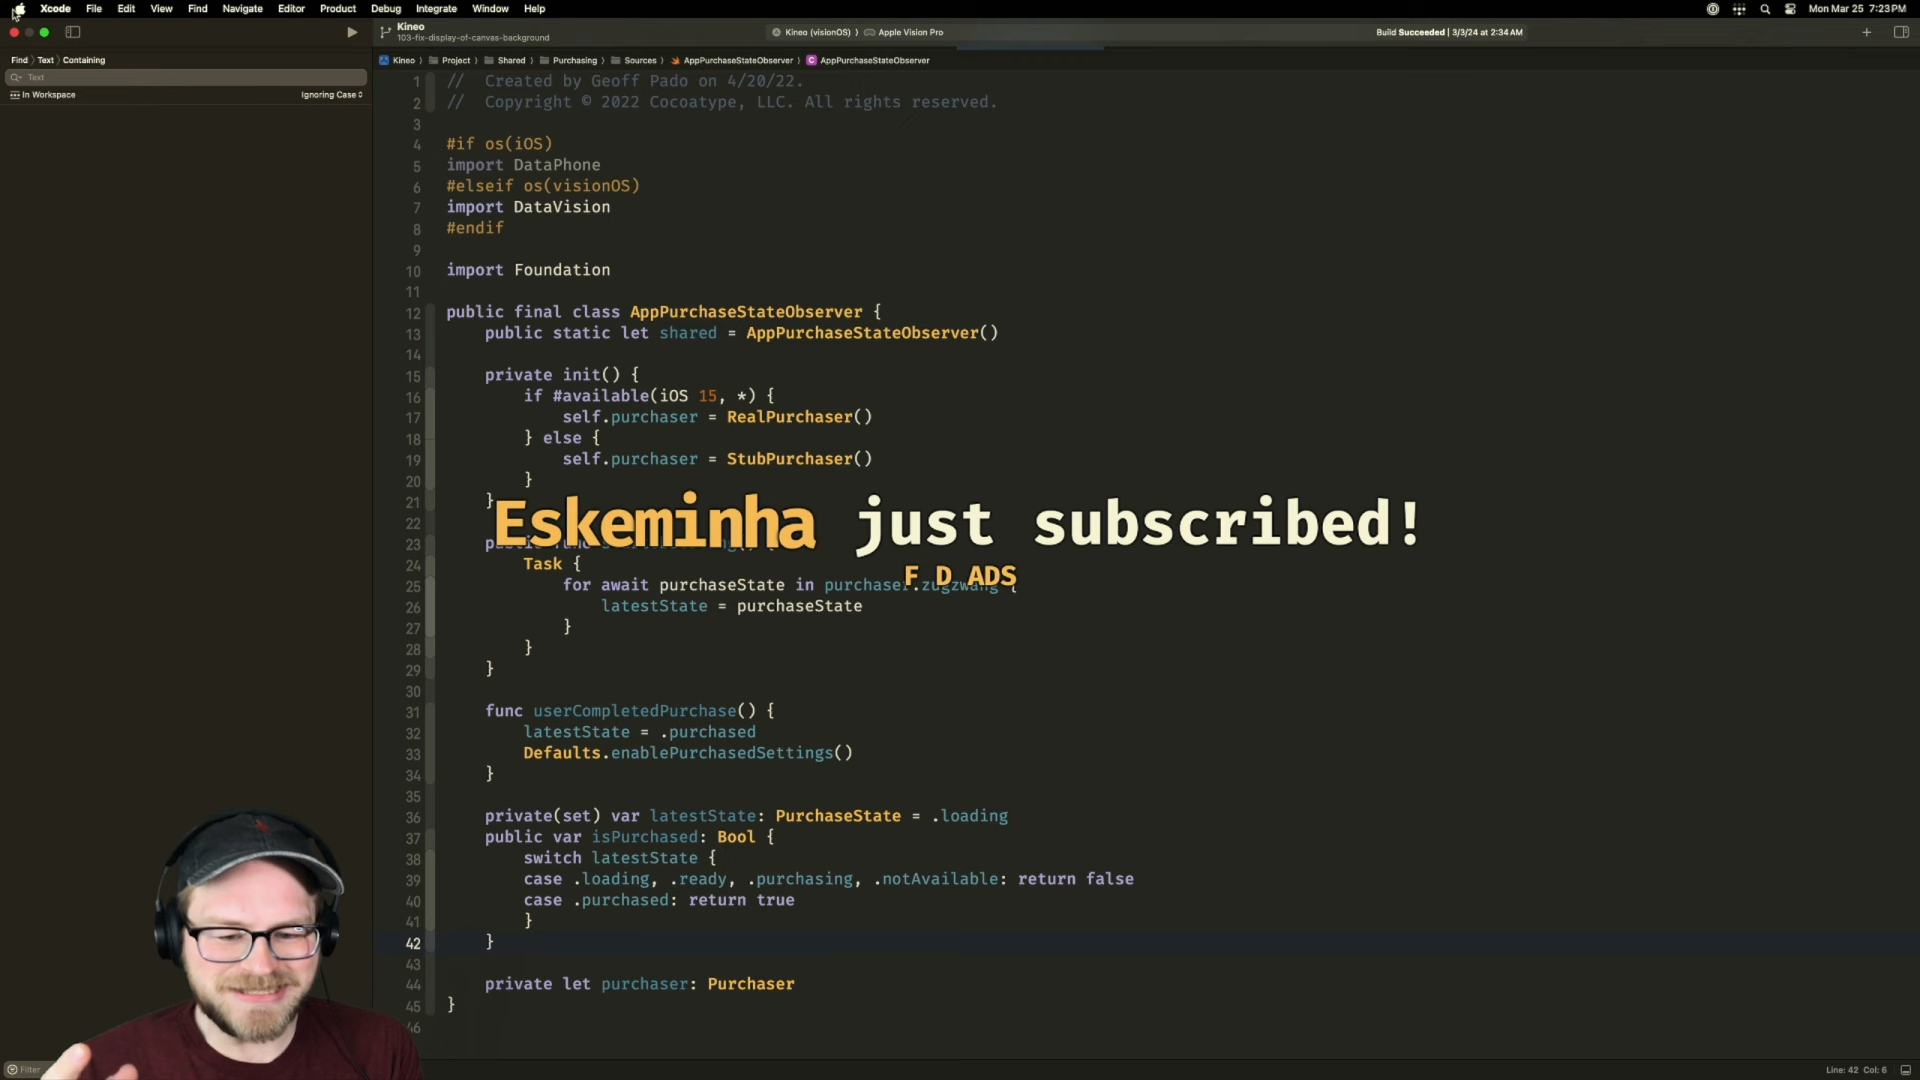 Xcode File Edit View Find Navigate Editor Product Debug Integrate Window Help
Mon Mar 25 7:23 PM
Kineo
103-fix-display-of-canvas-background
Kineo (visionOS) 〉 Apple Vision Pro
Build Succeeded | 3/3/24 at 2:34 AM
Find 〉 Text 〉 Containing
Text
In Workspace
Ignoring Case
Kineo 〉 Project 〉 Shared 〉 Purchasing 〉 Sources 〉 AppPurchaseStateObserver 〉 AppPurchaseStateObserver
1 // Created by Geoff Pado on 4/20/22.
2 // Copyright © 2022 Cocoatype, LLC. All rights reserved.
3
4 #if os(iOS)
5 import DataPhone
6 #elseif os(visionOS)
7 import DataVision
8 #endif
9
10 import Foundation
11
12 public final class AppPurchaseStateObserver {
13 public static let shared = AppPurchaseStateObserver()
14
15 private init() {
16 if #available(iOS 15, *) {
17 self.purchaser = RealPurchaser()
18 } else {
19 self.purchaser = StubPurchaser()
20 }
21 }
Eskeminha just subscribed!
F D ADS
22
23
24 Task {
25 for await purchaseState in purchaser.zugzwang {
26 latestState = purchaseState
27 }
28 }
29 }
30
31 func userCompletedPurchase() {
32 latestState = .purchased
33 Defaults.enablePurchasedSettings()
34 }
35
36 private(set) var latestState: PurchaseState = .loading
37 public var isPurchased: Bool {
38 switch latestState {
39 case .loading, .ready, .purchasing, .notAvailable: return false
40 case .purchased: return true
41 }
42 }
43
44 private let purchaser: Purchaser
45 }
46
Filter
Line: 42 Col: 6